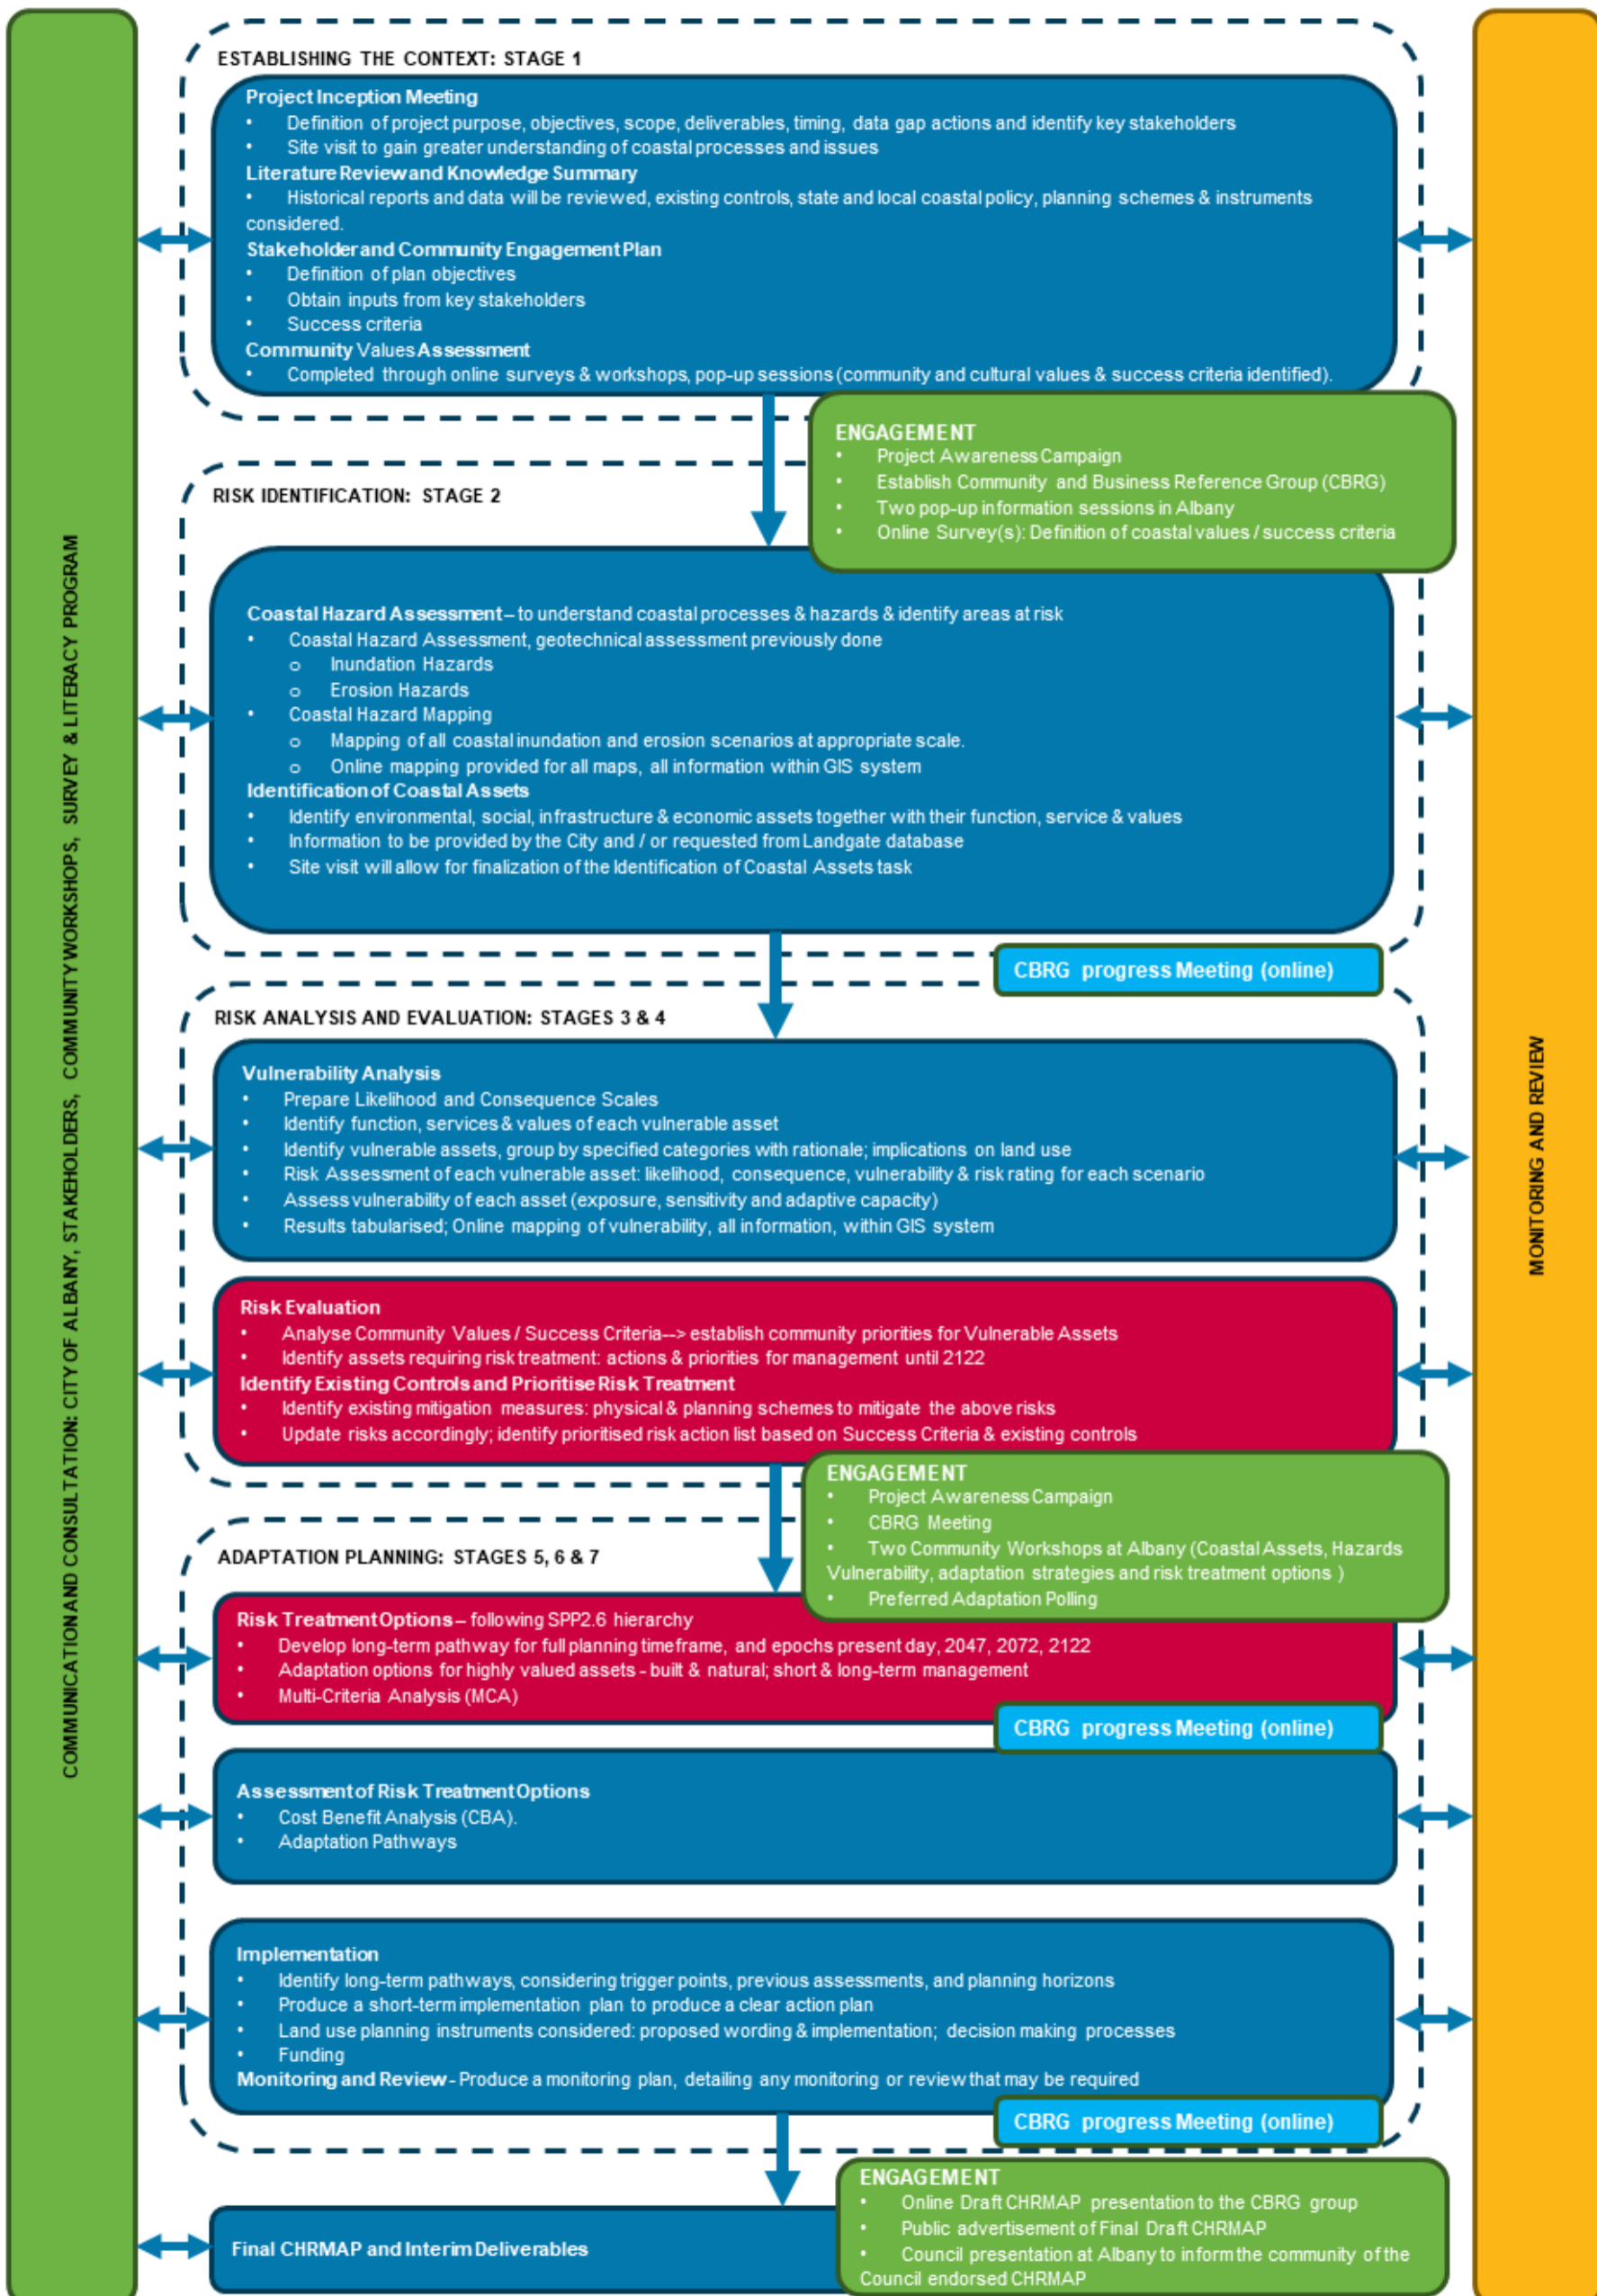 ESTABLISHING THE CONTEXT: STAGE 1
Project Inception Meeting
• Definition of project purpose, objectives, scope, deliverables, timing, data gap actions and identify key stakeholders
• Site visit to gain greater understanding of coastal processes and issues
Literature Review and Knowledge Summary
• Historical reports and data will be reviewed, existing controls, state and local coastal policy, planning schemes & instruments
considered.
Stakeholder and Community Engagement Plan
• Definition of plan objectives
• Obtain inputs from key stakeholders
• Success criteria
Community Values Assessment
• Completed through online surveys & workshops, pop-up sessions (community and cultural values & success criteria identified).
ENGAGEMENT
• Project Awareness Campaign
• Establish Community and Business Reference Group (CBRG)
• Two pop-up information sessions in Albany
• Online Survey(s): Definition of coastal values / success criteria
RISK IDENTIFICATION: STAGE 2
Coastal Hazard Assessment – to understand coastal processes & hazards & identify areas at risk
• Coastal Hazard Assessment, geotechnical assessment previously done
o Inundation Hazards
o Erosion Hazards
• Coastal Hazard Mapping
o Mapping of all coastal inundation and erosion scenarios at appropriate scale.
o Online mapping provided for all maps, all information within GIS system
Identification of Coastal Assets
• Identify environmental, social, infrastructure & economic assets together with their function, service & values
• Information to be provided by the City and / or requested from Landgate database
• Site visit will allow for finalization of the Identification of Coastal Assets task
CBRG progress Meeting (online)
RISK ANALYSIS AND EVALUATION: STAGES 3 & 4
Vulnerability Analysis
• Prepare Likelihood and Consequence Scales
• Identify function, services & values of each vulnerable asset
• Identify vulnerable assets, group by specified categories with rationale; implications on land use
• Risk Assessment of each vulnerable asset: likelihood, consequence, vulnerability & risk rating for each scenario
• Assess vulnerability of each asset (exposure, sensitivity and adaptive capacity)
• Results tabularised; Online mapping of vulnerability, all information, within GIS system
Risk Evaluation
• Analyse Community Values / Success Criteria--> establish community priorities for Vulnerable Assets
• Identify assets requiring risk treatment: actions & priorities for management until 2122
Identify Existing Controls and Prioritise Risk Treatment
• Identify existing mitigation measures: physical & planning schemes to mitigate the above risks
• Update risks accordingly; identify prioritised risk action list based on Success Criteria & existing controls
ENGAGEMENT
• Project Awareness Campaign
• CBRG Meeting
• Two Community Workshops at Albany (Coastal Assets, Hazards
Vulnerability, adaptation strategies and risk treatment options )
• Preferred Adaptation Polling
ADAPTATION PLANNING: STAGES 5, 6 & 7
Risk Treatment Options – following SPP2.6 hierarchy
• Develop long-term pathway for full planning timeframe, and epochs present day, 2047, 2072, 2122
• Adaptation options for highly valued assets - built & natural; short & long-term management
• Multi-Criteria Analysis (MCA)
CBRG progress Meeting (online)
Assessment of Risk Treatment Options
• Cost Benefit Analysis (CBA).
• Adaptation Pathways
Implementation
• Identify long-term pathways, considering trigger points, previous assessments, and planning horizons
• Produce a short-term implementation plan to produce a clear action plan
• Land use planning instruments considered: proposed wording & implementation; decision making processes
• Funding
Monitoring and Review - Produce a monitoring plan, detailing any monitoring or review that may be required
CBRG progress Meeting (online)
ENGAGEMENT
• Online Draft CHRMAP presentation to the CBRG group
• Public advertisement of Final Draft CHRMAP
• Council presentation at Albany to inform the community of the
Council endorsed CHRMAP
Final CHRMAP and Interim Deliverables
COMMUNICATION AND CONSULTATION: CITY OF ALBANY, STAKEHOLDERS, COMMUNITY WORKSHOPS, SURVEY & LITERACY PROGRAM
MONITORING AND REVIEW